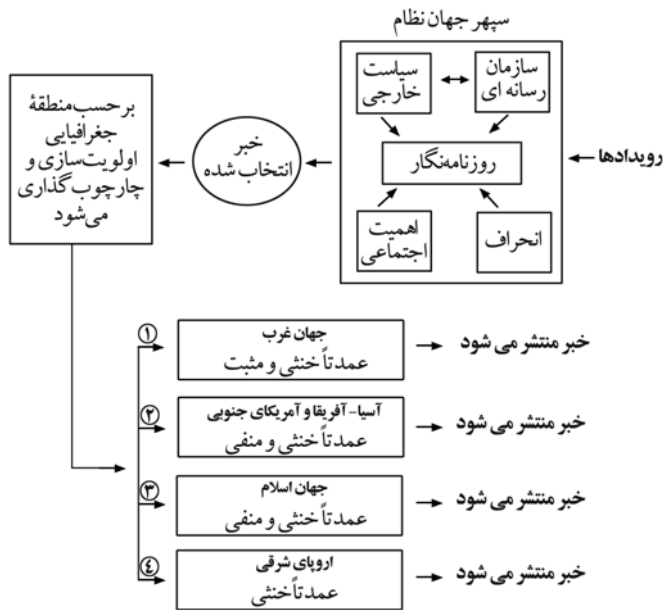 سپهر جهان نظام
سازمان
رسانه ای
سیاست
خارجی
روزنامه‌نگار
انحراف
اهمیت
اجتماعی
رویدادها
خبر
انتخاب شده
برحسب منطقهٔ
جغرافیایی
اولویت‌سازی و
چارچوب گذاری
می‌شود
①
جهان غرب
عمدتاً خنثی و مثبت
خبر منتشر می شود
②
آسیا - آفریقا و آمریکای جنوبی
عمدتاً خنثی و منفی
خبر منتشر می شود
③
جهان اسلام
عمدتاً خنثی و منفی
خبر منتشر می شود
④
اروپای شرقی
عمدتاً خنثی
خبر منتشر می شود